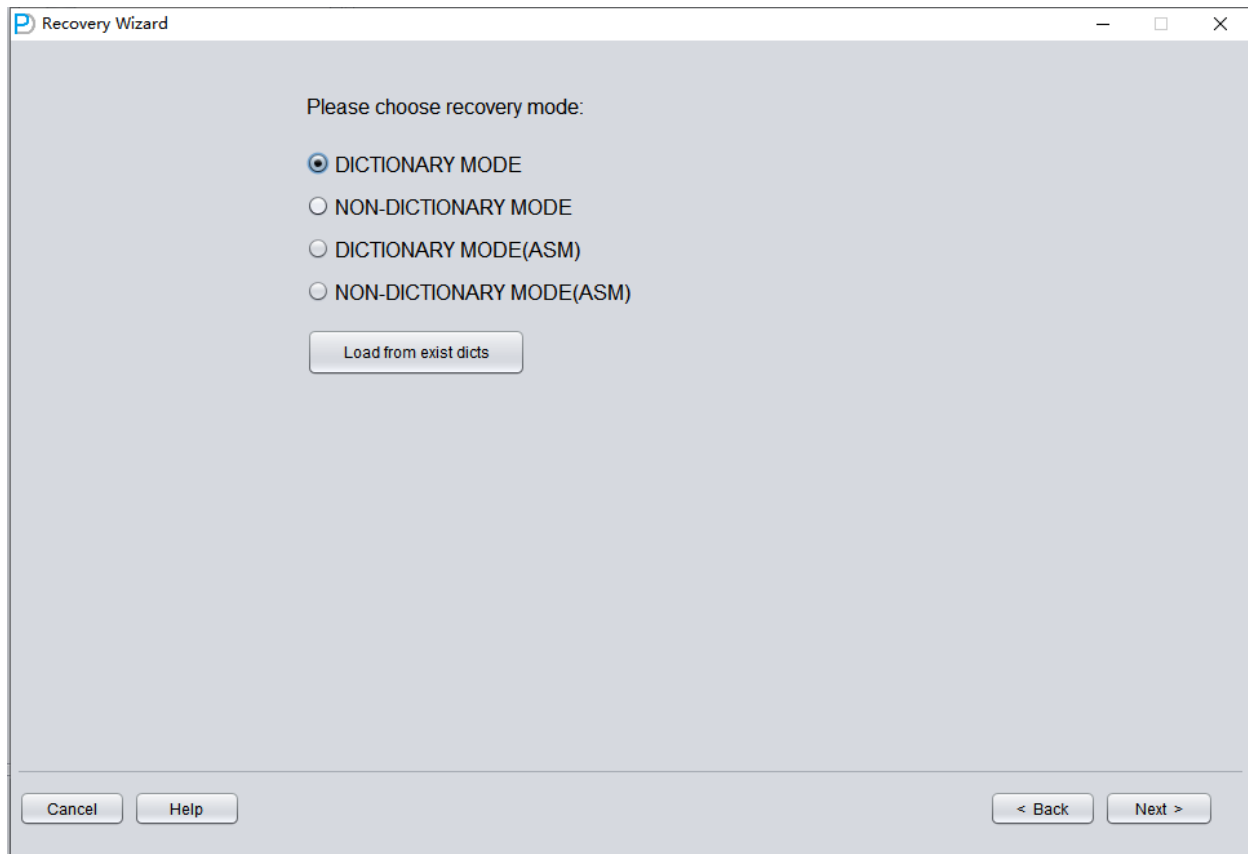 Recovery Wizard
Please choose recovery mode:
DICTIONARY MODE
NON-DICTIONARY MODE
DICTIONARY MODE(ASM)
NON-DICTIONARY MODE(ASM)
Load from exist dicts
Cancel Help < Back Next >